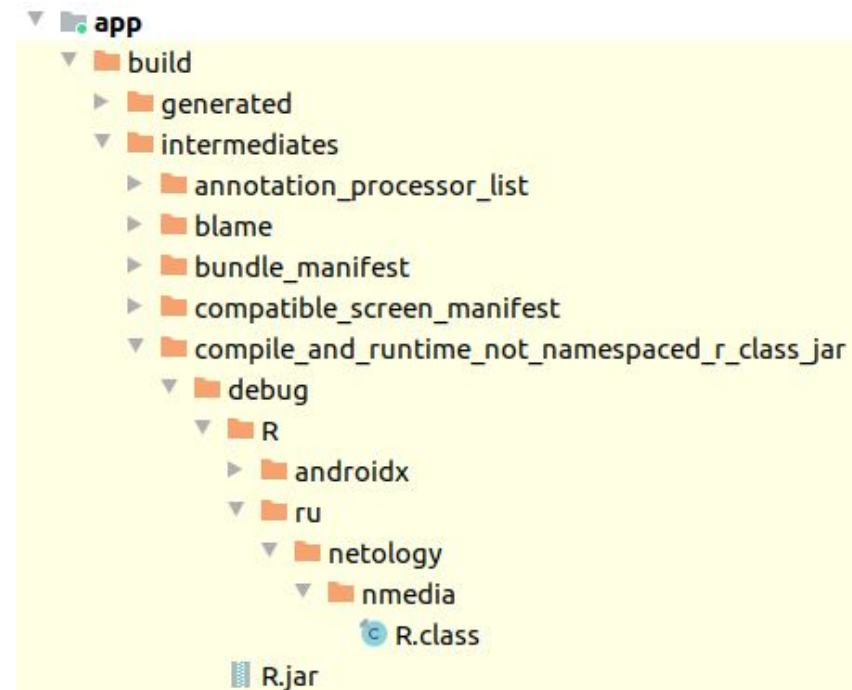 app
build
generated
intermediates
annotation_processor_list
blame
bundle_manifest
compatible_screen_manifest
compile_and_runtime_not_namespaced_r_class_jar
debug
R
androidx
ru
netology
nmedia
C R.class
R.jar